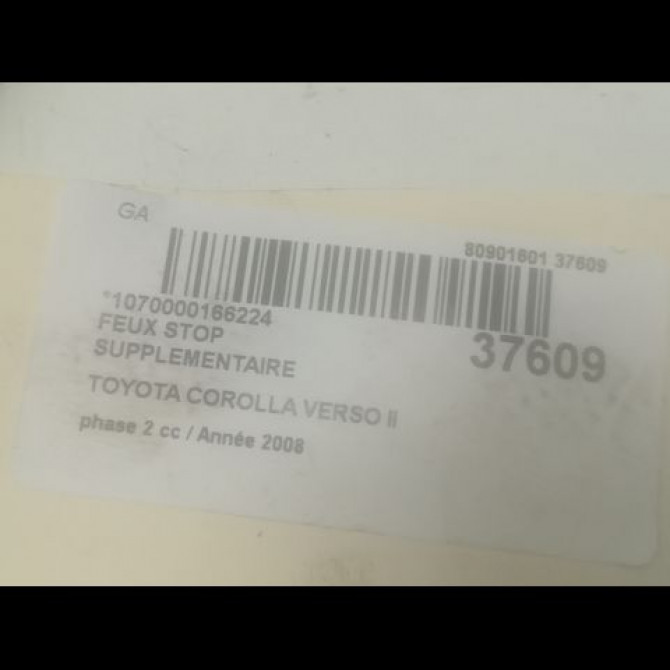 GA
80901601 37609
*1070000166224
37609
FEUX STOP
SUPPLEMENTAIRE
TOYOTA COROLLA VERSO II
phase 2 cc / Année 2008